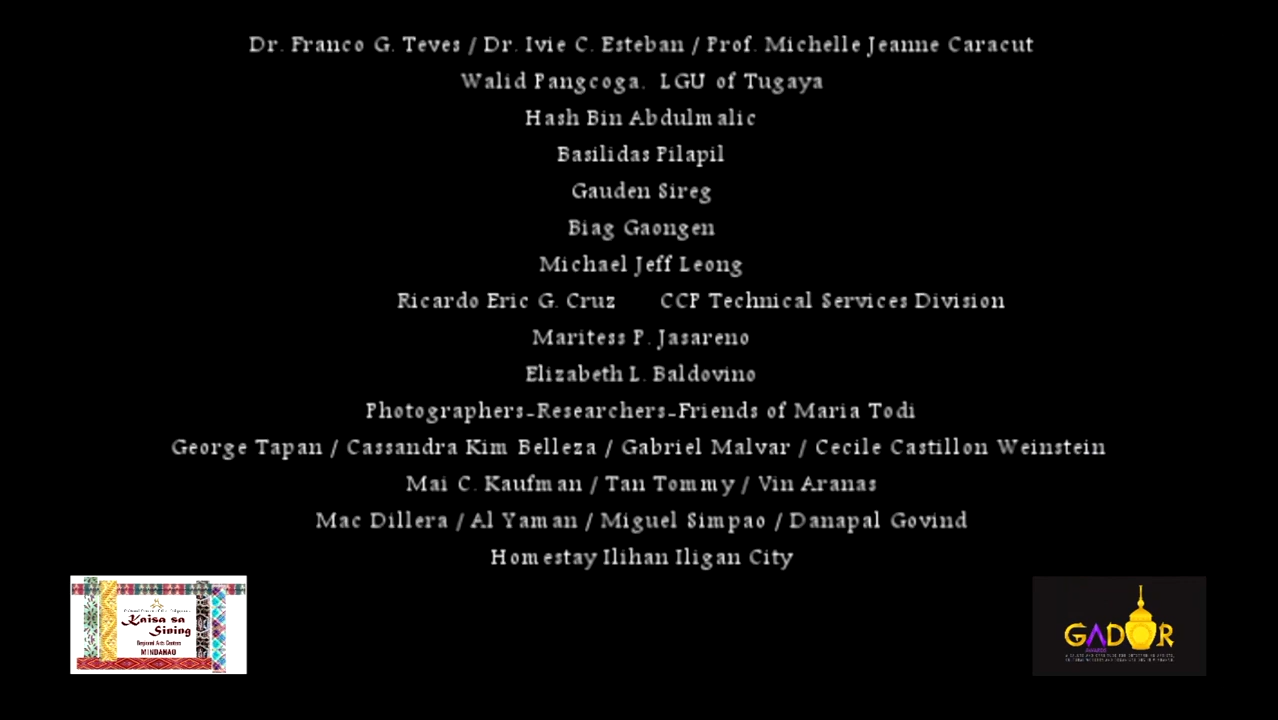 Dr. Franco G. Teves / Dr. Ivie C. Esteban / Prof. Michelle Jeanne Caracut
Walid Pangcoga. LGU of Tugaya
Hash Bin Abdulmalic
Basilidas Pilapil
Gauden Sireg
Biag Gaongen
Michael Jeff Leong
Ricardo Eric G. Cruz CCP Technical Services Division
Maritess P. Jasareno
Elizabeth L. Baldovino
Photographers-Researchers-Friends of Maria Todi
George Tapan / Cassandra Kim Belleza / Gabriel Malvar / Cecile Castillon Weinstein
Mai C. Kaufman / Tan Tommy / Vin Aranas
Mac Dillera / Al Yaman / Miguel Simpao / Danapal Govind
Homestay Ilihan Iligan City
Kaisa sa
Sining
Regional Arts Centers
MINDANAO
GADOR
AWARDS